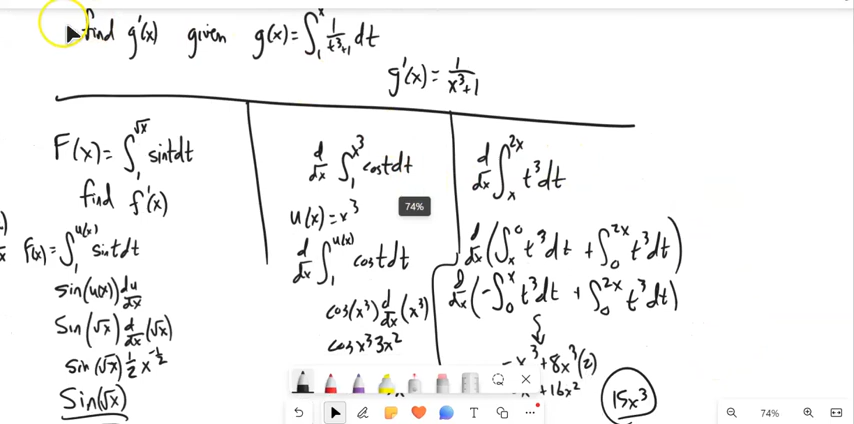 find g'(x) given g(x) = ∫₁ˣ 1/(t³+1) dt
g'(x) = 1/(x³+1)
F(x) = ∫₁^√x sint dt
find f'(x)
F(x) = ∫₁^u(x) sint dt
sin(u(x)) du/dx
Sin(√x) d/dx (√x)
sin(√x) 1/2 x^-1/2
Sin(√x)
d/dx ∫₁^x³ cost dt
u(x) = x³
d/dx ∫₁^u(x) cost dt
cos(x³) d/dx (x³)
cos x³ 3x²
d/dx ∫ₓ^2x t³ dt
d/dx (∫ₓ⁰ t³ dt + ∫₀^2x t³ dt)
d/dx (-∫₀ˣ t³ dt + ∫₀^2x t³ dt)
-x³ + 8x³(2)
+ 16x²
15x³
74%
74%